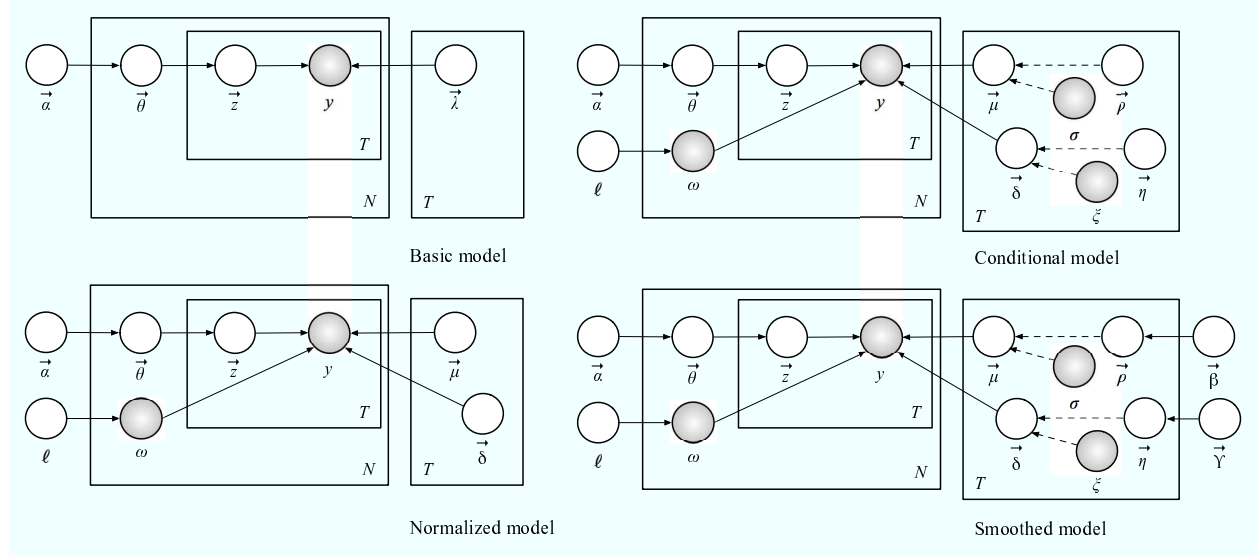 α⃗ θ⃗ z⃗ y λ⃗
T
N T
Basic model
α⃗ θ⃗ z⃗ y μ⃗ ρ⃗
σ
T
ℓ ω δ⃗ η⃗
ξ
N T
Conditional model
α⃗ θ⃗ z⃗ y μ⃗
T
ℓ ω δ⃗
N T
Normalized model
α⃗ θ⃗ z⃗ y μ⃗ ρ⃗ β⃗
σ
T
ℓ ω δ⃗ η⃗ ϒ⃗
ξ
N T
Smoothed model